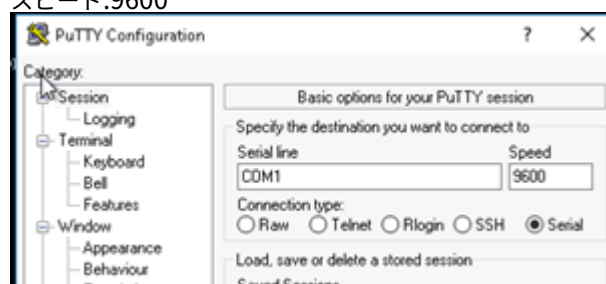 スピード:9600
PuTTY Configuration
? ×
Category:
Session
Logging
Terminal
Keyboard
Bell
Features
Window
Appearance
Behaviour
Basic options for your PuTTY session
Specify the destination you want to connect to
Serial line Speed
COM1 9600
Connection type:
Raw Telnet Rlogin SSH Serial
Load, save or delete a stored session
Saved Sessions